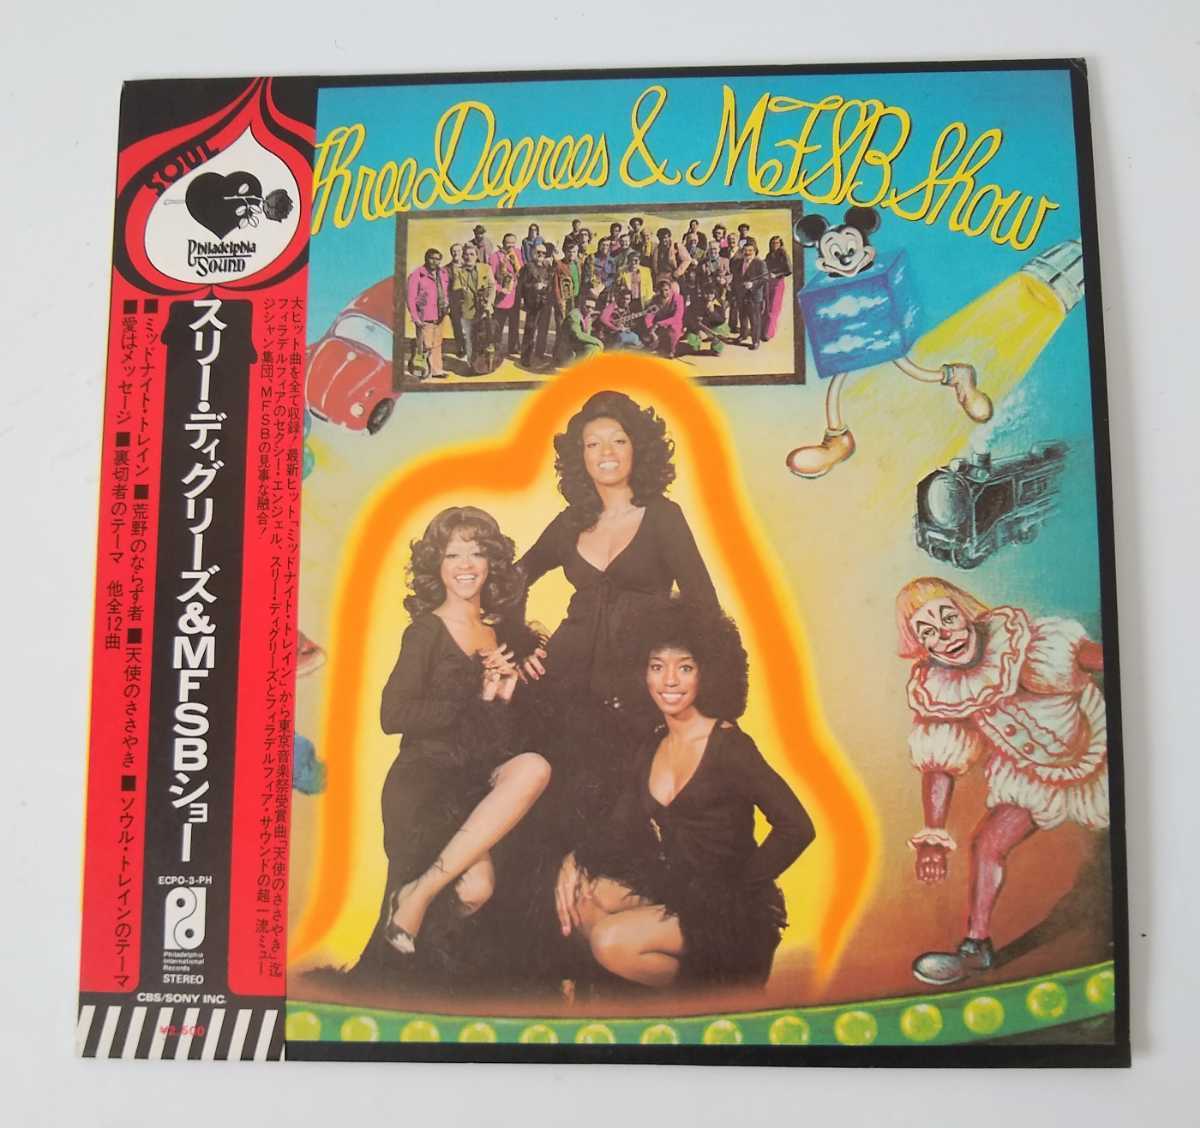 Three Degrees & MFSB Show
SOUL
Philadelphia
SOUND
スリー・ディグリーズ&MFSBショー
大ヒット曲を全て収録!最新ヒット「ミッドナイト・トレイン」から東京音楽祭受賞曲「天使のささやき」迄
フィラデルフィアのセクシー・エンジェル、スリー・ディグリーズとフィラデルフィア・サウンドの超一流ミュー
ジシャン集団、MFSBの見事な融合!
■ミッドナイト・トレイン■荒野のならず者■天使のささやき■ソウル・トレインのテーマ
■愛はメッセージ■裏切者のテーマ 他全12曲
ECPO-3-PH
Philadelphia
International
Records
STEREO
CBS/SONY INC.
¥2,500